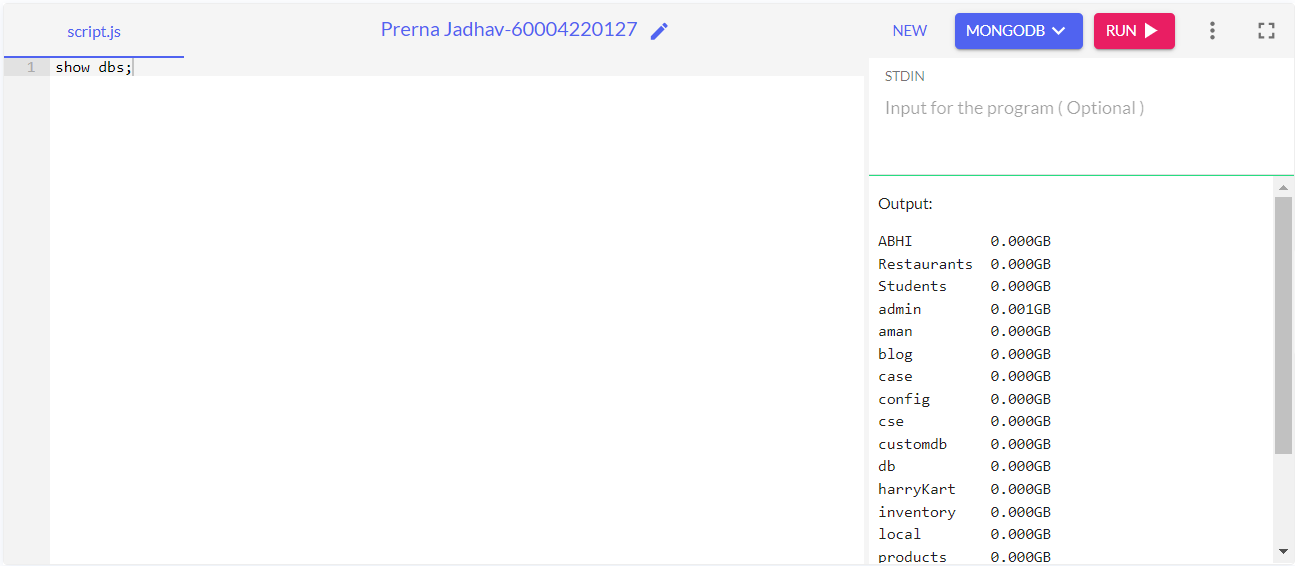 script.js
Prerna Jadhav-60004220127
NEW
MONGODB
RUN
1 show dbs;
STDIN
Input for the program ( Optional )
Output:
ABHI 0.000GB
Restaurants 0.000GB
Students 0.000GB
admin 0.001GB
aman 0.000GB
blog 0.000GB
case 0.000GB
config 0.000GB
cse 0.000GB
customdb 0.000GB
db 0.000GB
harryKart 0.000GB
inventory 0.000GB
local 0.000GB
products 0.000GB